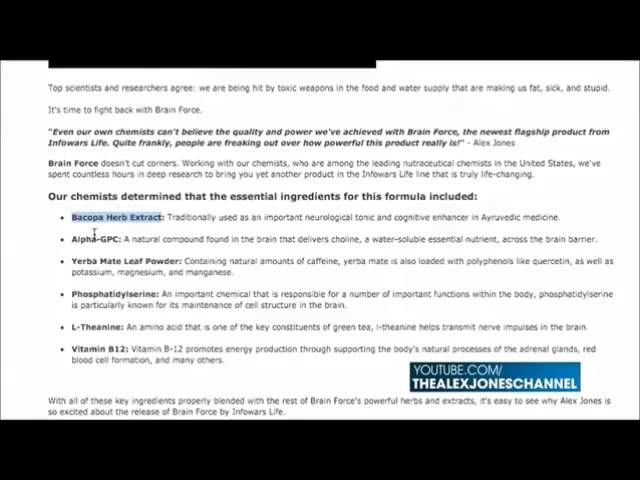 Top scientists and researchers agree: we are being hit by toxic weapons in the food and water supply that are making us fat, sick, and stupid.
It's time to fight back with Brain Force.
"Even our own chemists can't believe the quality and power we've achieved with Brain Force, the newest flagship product from
Infowars Life. Quite frankly, people are freaking out over how powerful this product really is!" - Alex Jones
Brain Force doesn't cut corners. Working with our chemists, who are among the leading nutraceutical chemists in the United States, we've
spent countless hours in deep research to bring you yet another product in the Infowars Life line that is truly life-changing.
Our chemists determined that the essential ingredients for this formula included:
• Bacopa Herb Extract: Traditionally used as an important neurological tonic and cognitive enhancer in Ayruvedic medicine.
• Alpha-GPC: A natural compound found in the brain that delivers choline, a water-soluble essential nutrient, across the brain barrier.
• Yerba Mate Leaf Powder: Containing natural amounts of caffeine, yerba mate is also loaded with polyphenols like quercetin, as well as
potassium, magnesium, and manganese.
• Phosphatidylserine: An important chemical that is responsible for a number of important functions within the body, phosphatidylserine
is particularly known for its maintenance of cell structure in the brain.
• L-Theanine: An amino acid that is one of the key constituents of green tea, l-theanine helps transmit nerve impulses in the brain.
• Vitamin B12: Vitamin B-12 promotes energy production through supporting the body's natural processes of the adrenal glands, red
blood cell formation, and many others.
YOUTUBE.COM/
THEALEXJONESCHANNEL
With all of these key ingredients properly blended with the rest of Brain Force's powerful herbs and extracts, it's easy to see why Alex Jones is
so excited about the release of Brain Force by Infowars Life.